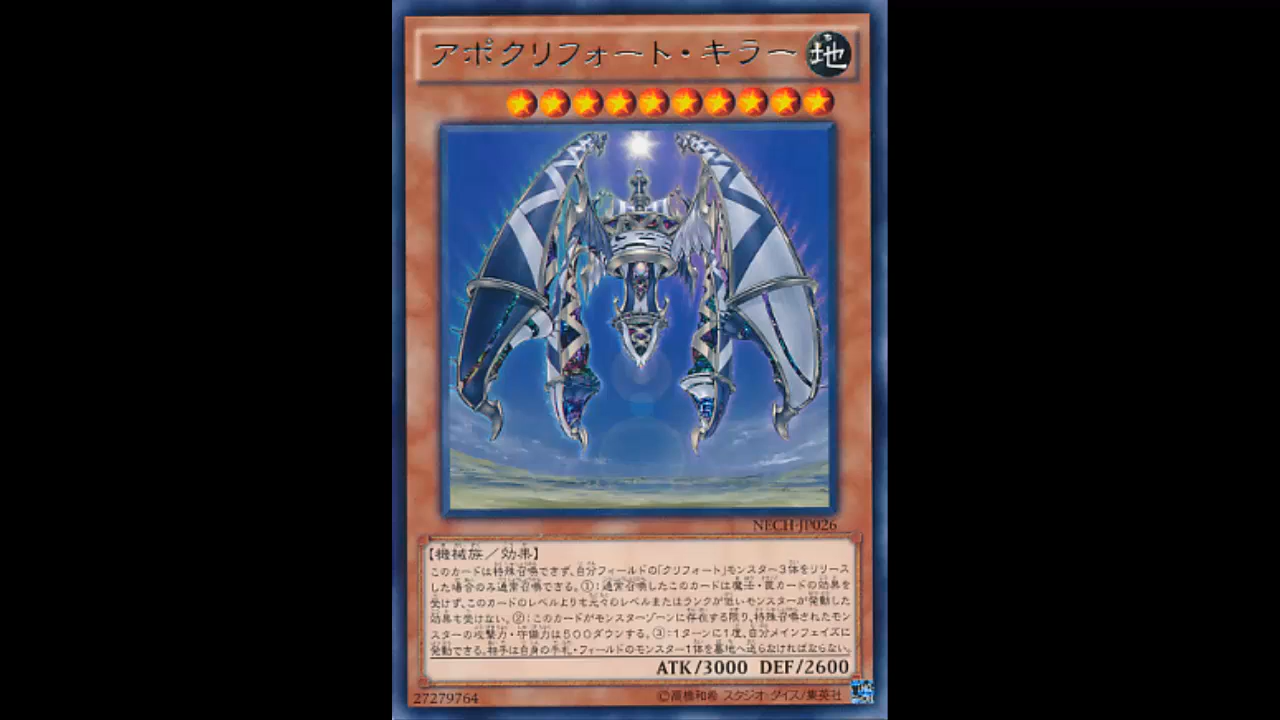 アポクリフォート・キラー 地
NECH-JP026
【機械族／効果】
このカードは特殊召喚できず、自分フィールドの「クリフォート」モンスター３体をリリース
した場合のみ通常召喚できる。①：通常召喚したこのカードは魔法・罠カードの効果を
受けず、このカードのレベルよりも元々のレベルまたはランクが低いモンスターが発動した
効果も受けない。②：このカードがモンスターゾーンに存在する限り、特殊召喚されたモン
スターの攻撃力・守備力は５００ダウンする。③：１ターンに１度、自分メインフェイズに
発動できる。相手は自身の手札・フィールドのモンスター１体を墓地へ送らなければならない。
ATK/3000 DEF/2600
27279764
©高橋和希 スタジオ・ダイス/集英社